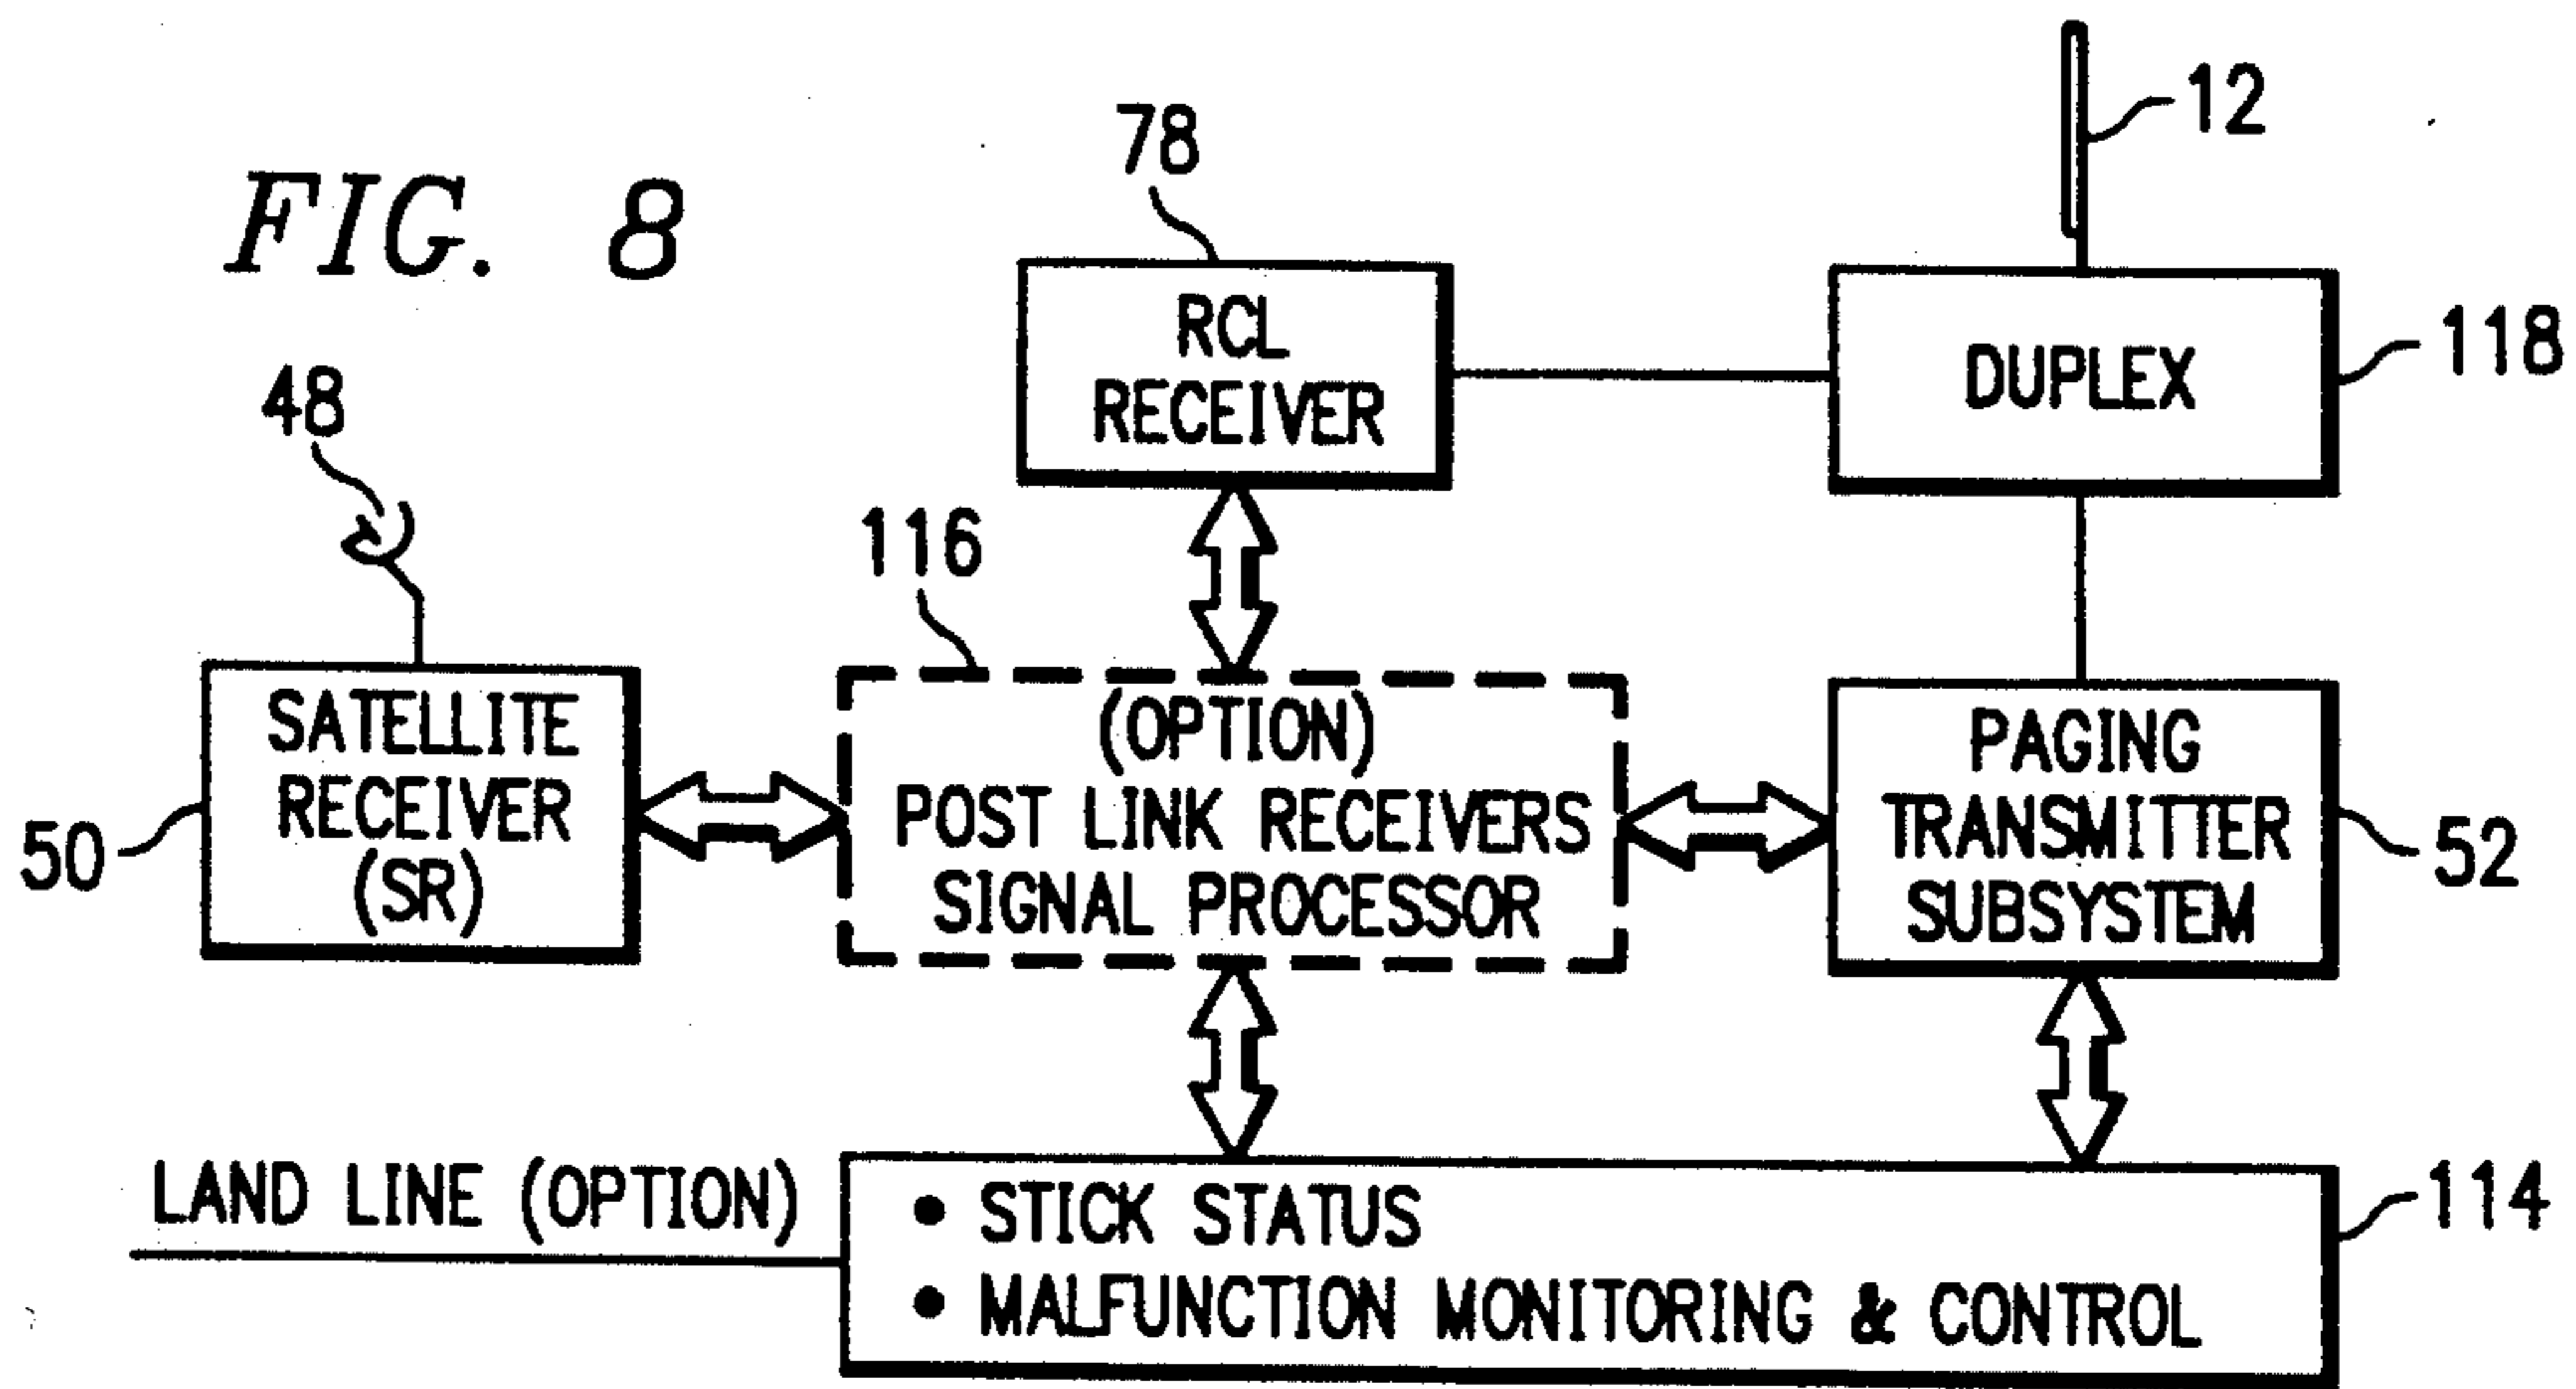 FIG. 8
12
78
RCL
RECEIVER
DUPLEX
118
48
116
SATELLITE
RECEIVER
(SR)
50
(OPTION)
POST LINK RECEIVERS
SIGNAL PROCESSOR
PAGING
TRANSMITTER
SUBSYSTEM
52
LAND LINE (OPTION)
• STICK STATUS
• MALFUNCTION MONITORING & CONTROL
114